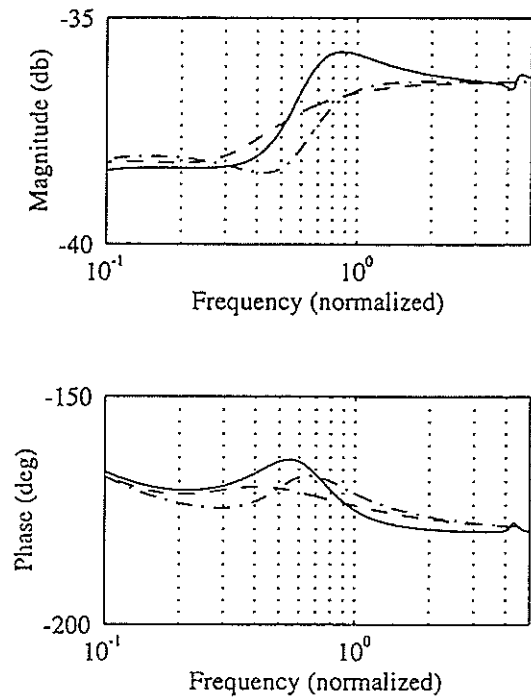 -35
Magnitude (db)
-40
10^-1
10^0
Frequency (normalized)
-150
Phase (deg)
-200
10^-1
10^0
Frequency (normalized)